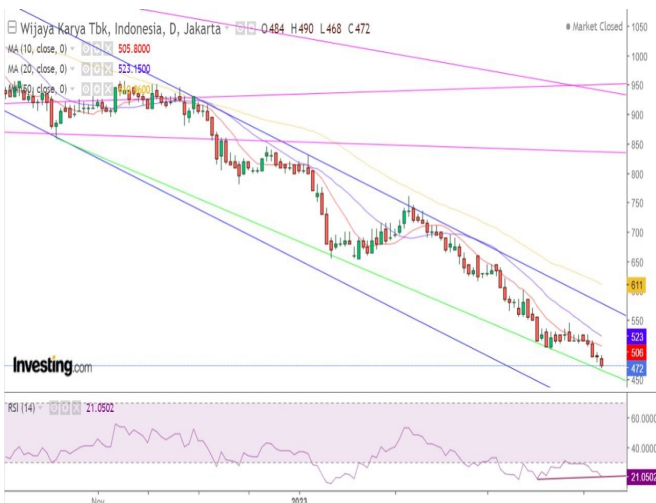 Wijaya Karya Tbk, Indonesia, D, Jakarta O484 H490 L468 C472
Market Closed
MA (10, close, 0) 505.8000
MA (20, close, 0) 523.1500
(50, close, 0)
1050
1000
950
900
850
800
750
700
650
611
550
523
506
472
450
Investing.com
RSI (14) 21.0502
60.0000
40.0000
21.0502
Nov
2023